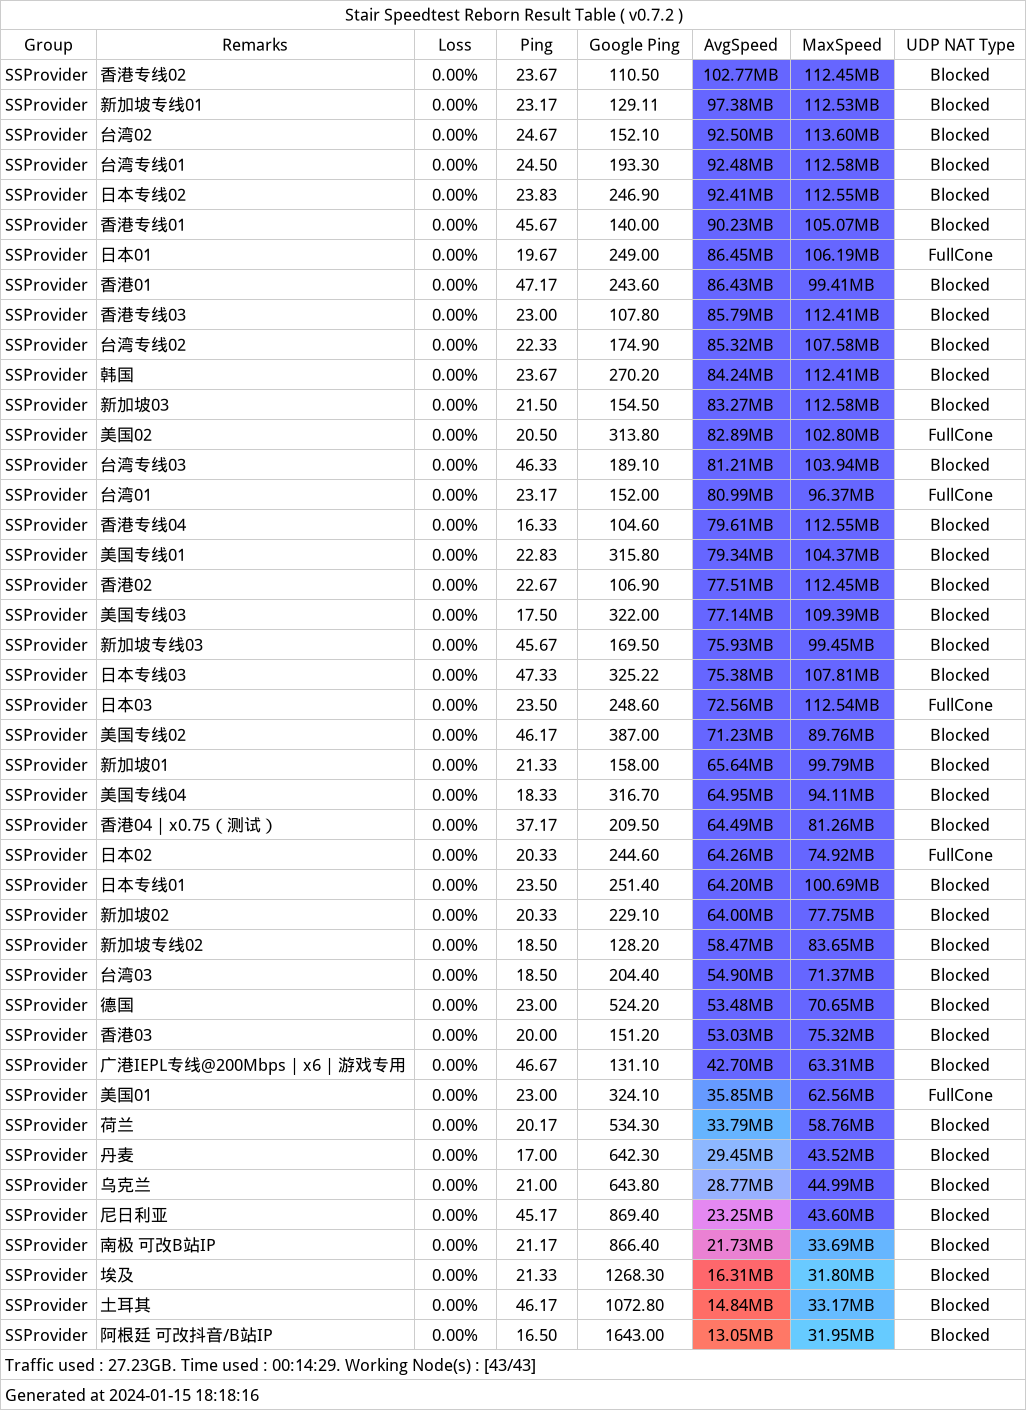 Stair Speedtest Reborn Result Table ( v0.7.2 )
Group Remarks Loss Ping Google Ping AvgSpeed MaxSpeed UDP NAT Type
SSProvider 香港专线02 0.00% 23.67 110.50 102.77MB 112.45MB Blocked
SSProvider 新加坡专线01 0.00% 23.17 129.11 97.38MB 112.53MB Blocked
SSProvider 台湾02 0.00% 24.67 152.10 92.50MB 113.60MB Blocked
SSProvider 台湾专线01 0.00% 24.50 193.30 92.48MB 112.58MB Blocked
SSProvider 日本专线02 0.00% 23.83 246.90 92.41MB 112.55MB Blocked
SSProvider 香港专线01 0.00% 45.67 140.00 90.23MB 105.07MB Blocked
SSProvider 日本01 0.00% 19.67 249.00 86.45MB 106.19MB FullCone
SSProvider 香港01 0.00% 47.17 243.60 86.43MB 99.41MB Blocked
SSProvider 香港专线03 0.00% 23.00 107.80 85.79MB 112.41MB Blocked
SSProvider 台湾专线02 0.00% 22.33 174.90 85.32MB 107.58MB Blocked
SSProvider 韩国 0.00% 23.67 270.20 84.24MB 112.41MB Blocked
SSProvider 新加坡03 0.00% 21.50 154.50 83.27MB 112.58MB Blocked
SSProvider 美国02 0.00% 20.50 313.80 82.89MB 102.80MB FullCone
SSProvider 台湾专线03 0.00% 46.33 189.10 81.21MB 103.94MB Blocked
SSProvider 台湾01 0.00% 23.17 152.00 80.99MB 96.37MB FullCone
SSProvider 香港专线04 0.00% 16.33 104.60 79.61MB 112.55MB Blocked
SSProvider 美国专线01 0.00% 22.83 315.80 79.34MB 104.37MB Blocked
SSProvider 香港02 0.00% 22.67 106.90 77.51MB 112.45MB Blocked
SSProvider 美国专线03 0.00% 17.50 322.00 77.14MB 109.39MB Blocked
SSProvider 新加坡专线03 0.00% 45.67 169.50 75.93MB 99.45MB Blocked
SSProvider 日本专线03 0.00% 47.33 325.22 75.38MB 107.81MB Blocked
SSProvider 日本03 0.00% 23.50 248.60 72.56MB 112.54MB FullCone
SSProvider 美国专线02 0.00% 46.17 387.00 71.23MB 89.76MB Blocked
SSProvider 新加坡01 0.00% 21.33 158.00 65.64MB 99.79MB Blocked
SSProvider 美国专线04 0.00% 18.33 316.70 64.95MB 94.11MB Blocked
SSProvider 香港04 | x0.75（测试） 0.00% 37.17 209.50 64.49MB 81.26MB Blocked
SSProvider 日本02 0.00% 20.33 244.60 64.26MB 74.92MB FullCone
SSProvider 日本专线01 0.00% 23.50 251.40 64.20MB 100.69MB Blocked
SSProvider 新加坡02 0.00% 20.33 229.10 64.00MB 77.75MB Blocked
SSProvider 新加坡专线02 0.00% 18.50 128.20 58.47MB 83.65MB Blocked
SSProvider 台湾03 0.00% 18.50 204.40 54.90MB 71.37MB Blocked
SSProvider 德国 0.00% 23.00 524.20 53.48MB 70.65MB Blocked
SSProvider 香港03 0.00% 20.00 151.20 53.03MB 75.32MB Blocked
SSProvider 广港IEPL专线@200Mbps | x6 | 游戏专用 0.00% 46.67 131.10 42.70MB 63.31MB Blocked
SSProvider 美国01 0.00% 23.00 324.10 35.85MB 62.56MB FullCone
SSProvider 荷兰 0.00% 20.17 534.30 33.79MB 58.76MB Blocked
SSProvider 丹麦 0.00% 17.00 642.30 29.45MB 43.52MB Blocked
SSProvider 乌克兰 0.00% 21.00 643.80 28.77MB 44.99MB Blocked
SSProvider 尼日利亚 0.00% 45.17 869.40 23.25MB 43.60MB Blocked
SSProvider 南极 可改B站IP 0.00% 21.17 866.40 21.73MB 33.69MB Blocked
SSProvider 埃及 0.00% 21.33 1268.30 16.31MB 31.80MB Blocked
SSProvider 土耳其 0.00% 46.17 1072.80 14.84MB 33.17MB Blocked
SSProvider 阿根廷 可改抖音/B站IP 0.00% 16.50 1643.00 13.05MB 31.95MB Blocked
Traffic used : 27.23GB. Time used : 00:14:29. Working Node(s) : [43/43]
Generated at 2024-01-15 18:18:16